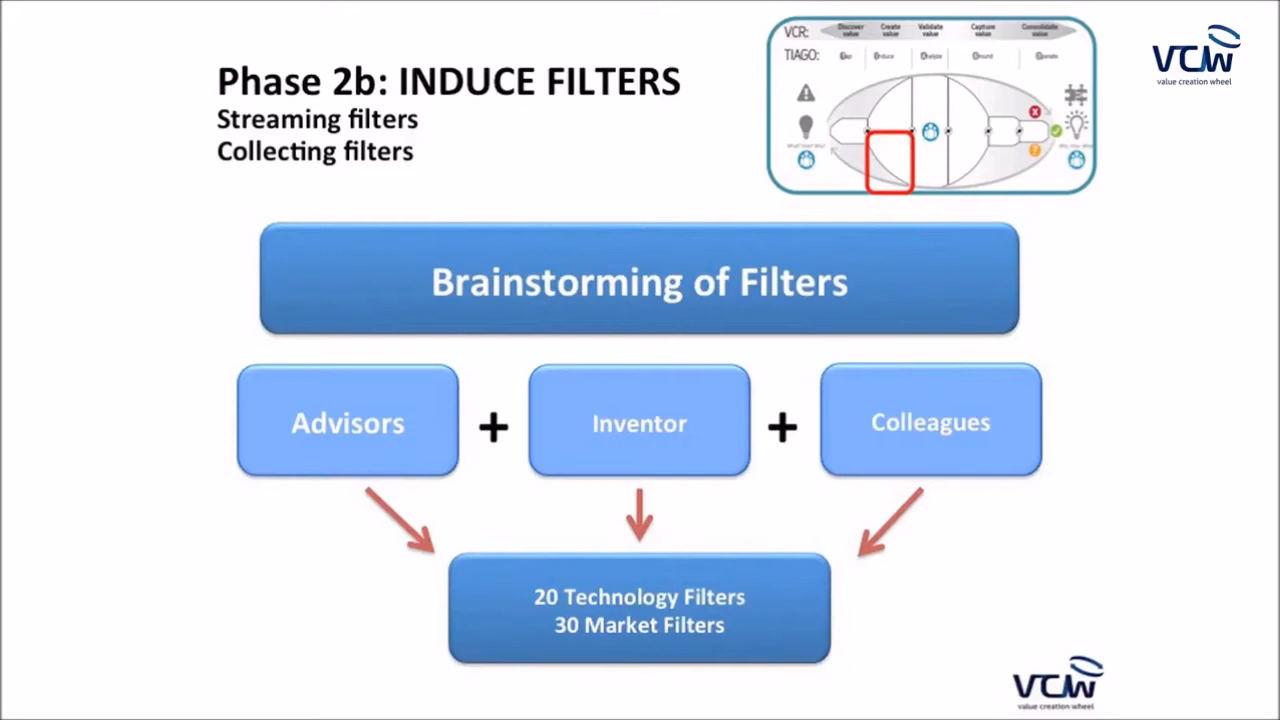 Phase 2b: INDUCE FILTERS
Streaming filters
Collecting filters
VCR: Discover value Create value Validate value Capture value Consolidate value
TIAGO:
VCW
value creation wheel
Brainstorming of Filters
Advisors + Inventor + Colleagues
20 Technology Filters
30 Market Filters
VCW
value creation wheel